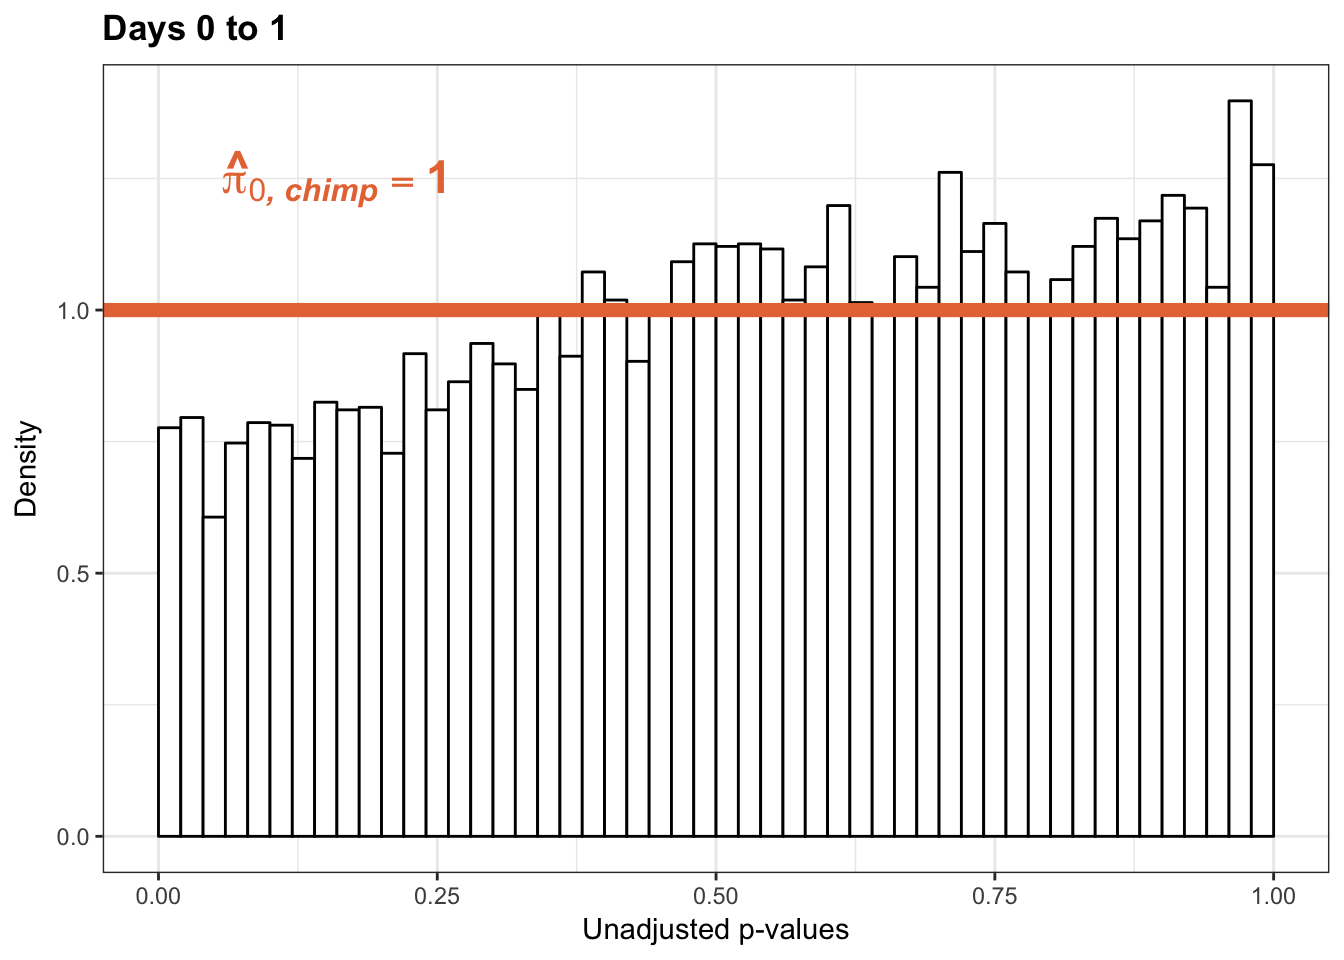 Days 0 to 1
π̂0, chimp = 1
1.0
0.5
0.0
Density
0.00 0.25 0.50 0.75 1.00
Unadjusted p-values